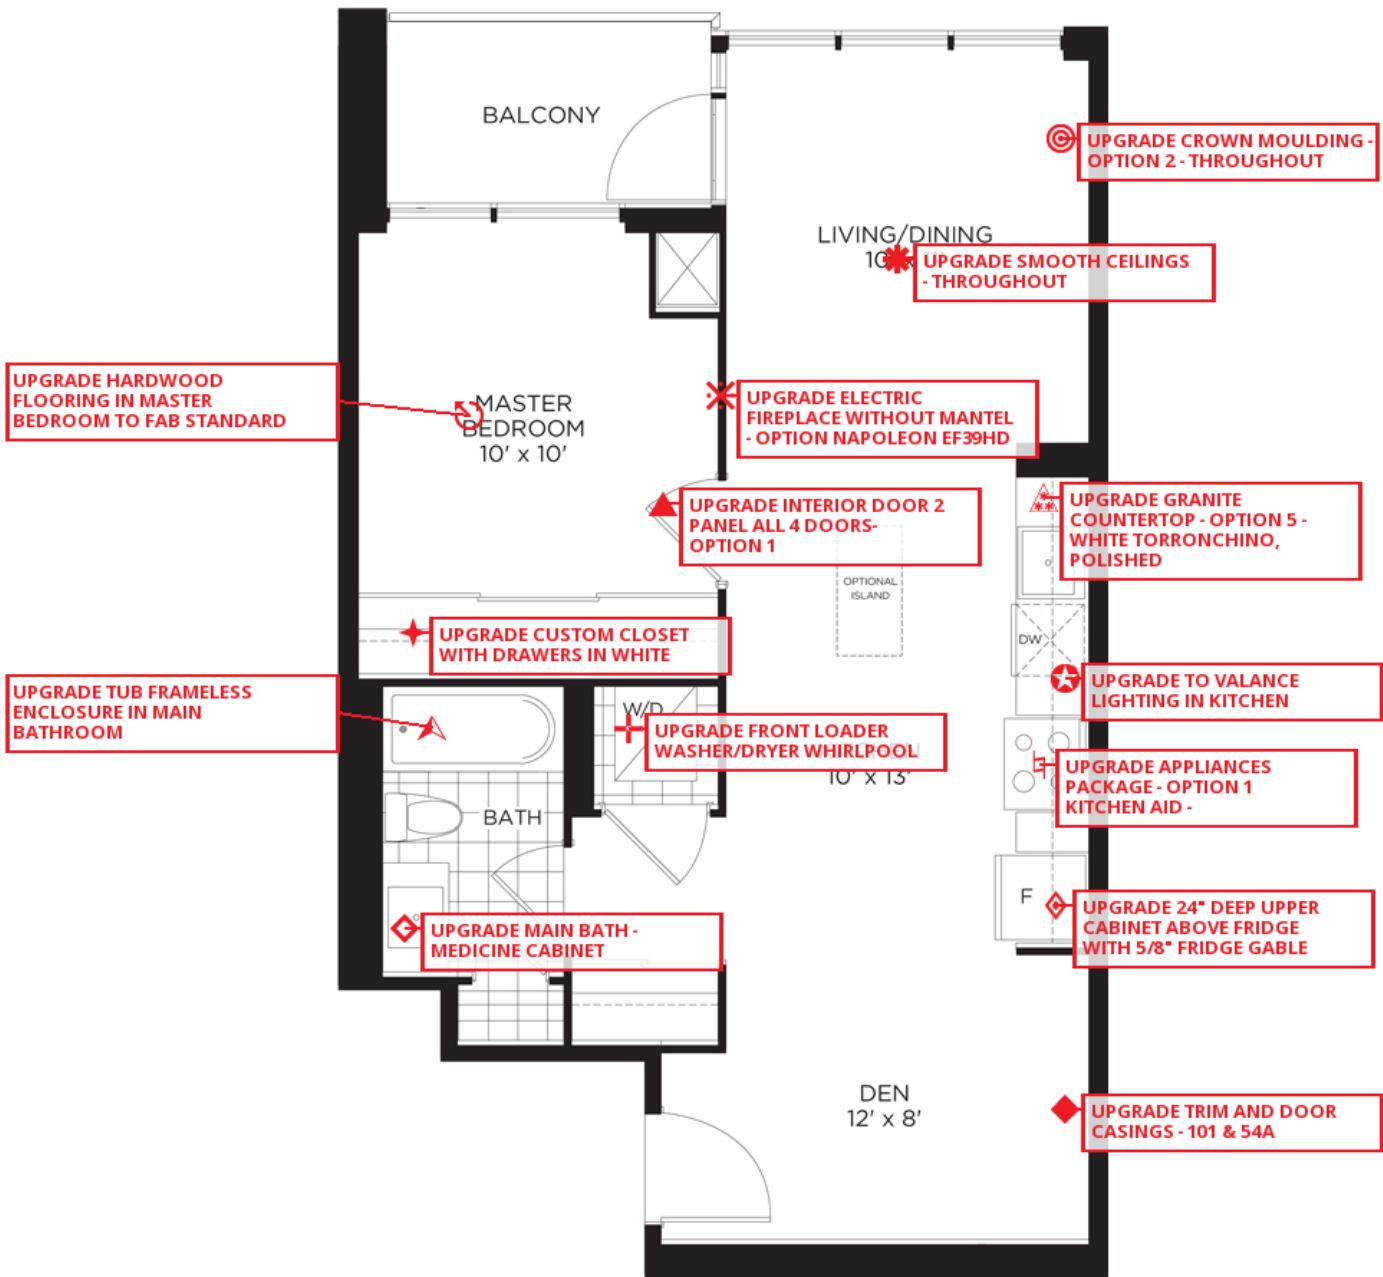 BALCONY
UPGRADE CROWN MOULDING -
OPTION 2 - THROUGHOUT
LIVING/DINING
10'
UPGRADE SMOOTH CEILINGS
- THROUGHOUT
UPGRADE HARDWOOD
FLOORING IN MASTER
BEDROOM TO FAB STANDARD
MASTER
BEDROOM
10' x 10'
UPGRADE ELECTRIC
FIREPLACE WITHOUT MANTEL
- OPTION NAPOLEON EF39HD
UPGRADE INTERIOR DOOR 2
PANEL ALL 4 DOORS-
OPTION 1
UPGRADE GRANITE
COUNTERTOP - OPTION 5 -
WHITE TORRONCHINO,
POLISHED
OPTIONAL
ISLAND
DW
UPGRADE CUSTOM CLOSET
WITH DRAWERS IN WHITE
UPGRADE TO VALANCE
LIGHTING IN KITCHEN
UPGRADE TUB FRAMELESS
ENCLOSURE IN MAIN
BATHROOM
W/D
UPGRADE FRONT LOADER
WASHER/DRYER WHIRLPOOL
10' x 13'
UPGRADE APPLIANCES
PACKAGE - OPTION 1
KITCHEN AID -
BATH
F
UPGRADE 24" DEEP UPPER
CABINET ABOVE FRIDGE
WITH 5/8" FRIDGE GABLE
UPGRADE MAIN BATH -
MEDICINE CABINET
DEN
12' x 8'
UPGRADE TRIM AND DOOR
CASINGS - 101 & 54A